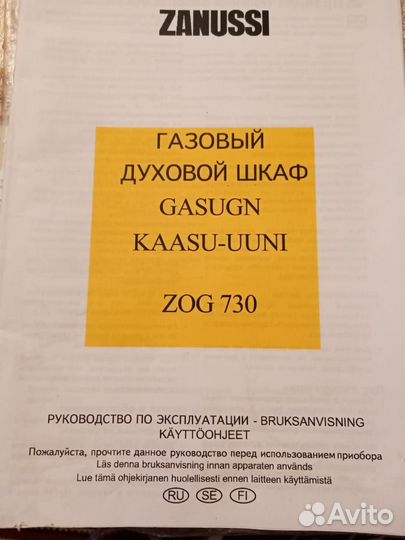 ZANUSSI
ГАЗОВЫЙ
ДУХОВОЙ ШКАФ
GASUGN
KAASU-UUNI
ZOG 730
РУКОВОДСТВО ПО ЭКСПЛУАТАЦИИ - BRUKSANVISNING
KÄYTTÖOHJEET
Пожалуйста, прочтите данное руководство перед использованием прибора
Läs denna bruksanvisning innan apparaten används
Lue tämä ohjekirjanen huolellisesti ennen laitteen käyttämistä
RU SE FI
Avito